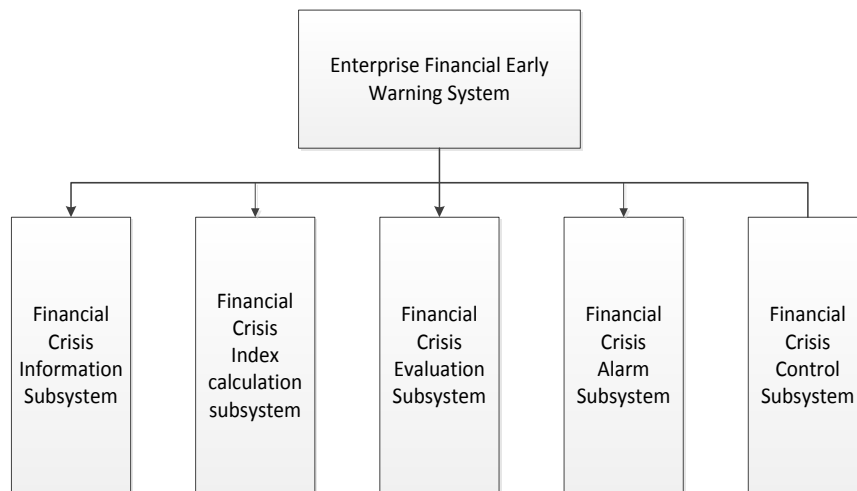 Enterprise Financial Early
Warning System
Financial
Crisis
Information
Subsystem
Financial
Crisis
Index
calculation
subsystem
Financial
Crisis
Evaluation
Subsystem
Financial
Crisis
Alarm
Subsystem
Financial
Crisis
Control
Subsystem